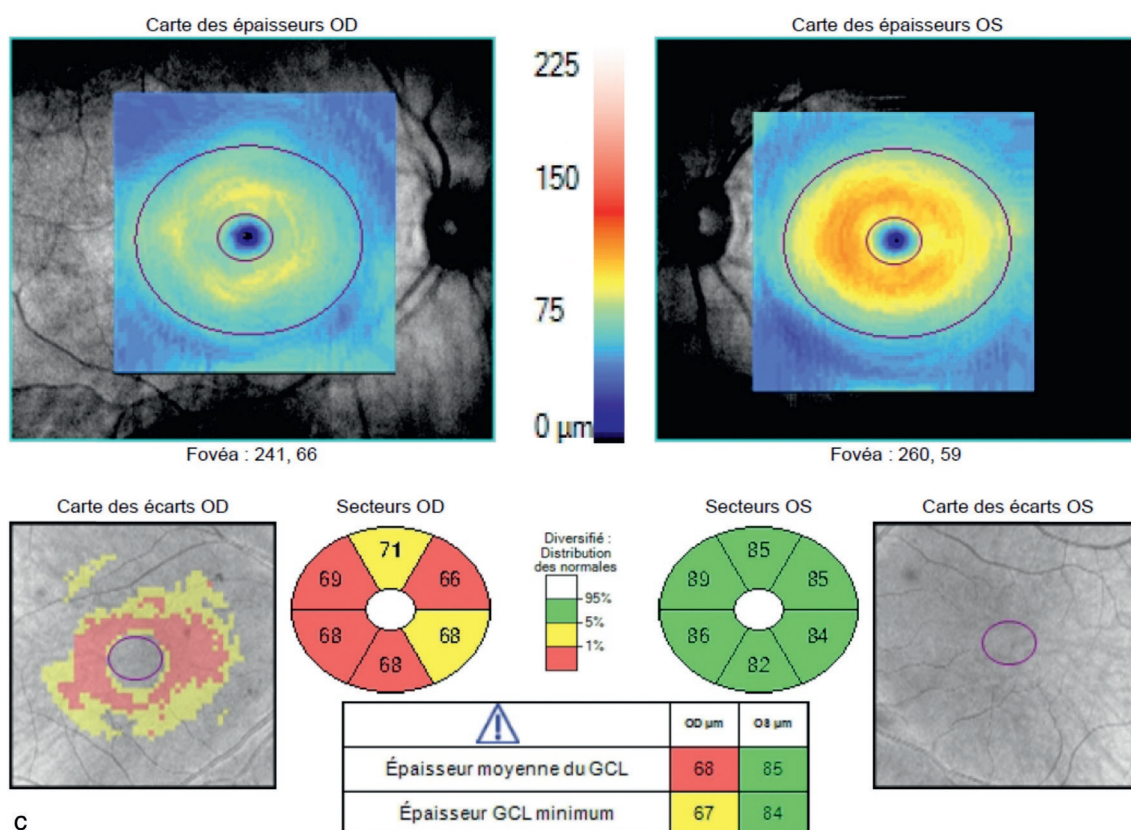 Carte des épaisseurs OD
Carte des épaisseurs OS
225
150
75
0 µm
Fovéa : 241, 66
Fovéa : 260, 59
Carte des écarts OD
Secteurs OD
Secteurs OS
Carte des écarts OS
Diversifié :
Distribution
des normales
95%
5%
1%
71
69
66
68
68
68
85
89
85
86
84
82
OD µm
OS µm
Épaisseur moyenne du GCL
68
85
Épaisseur GCL minimum
67
84
c